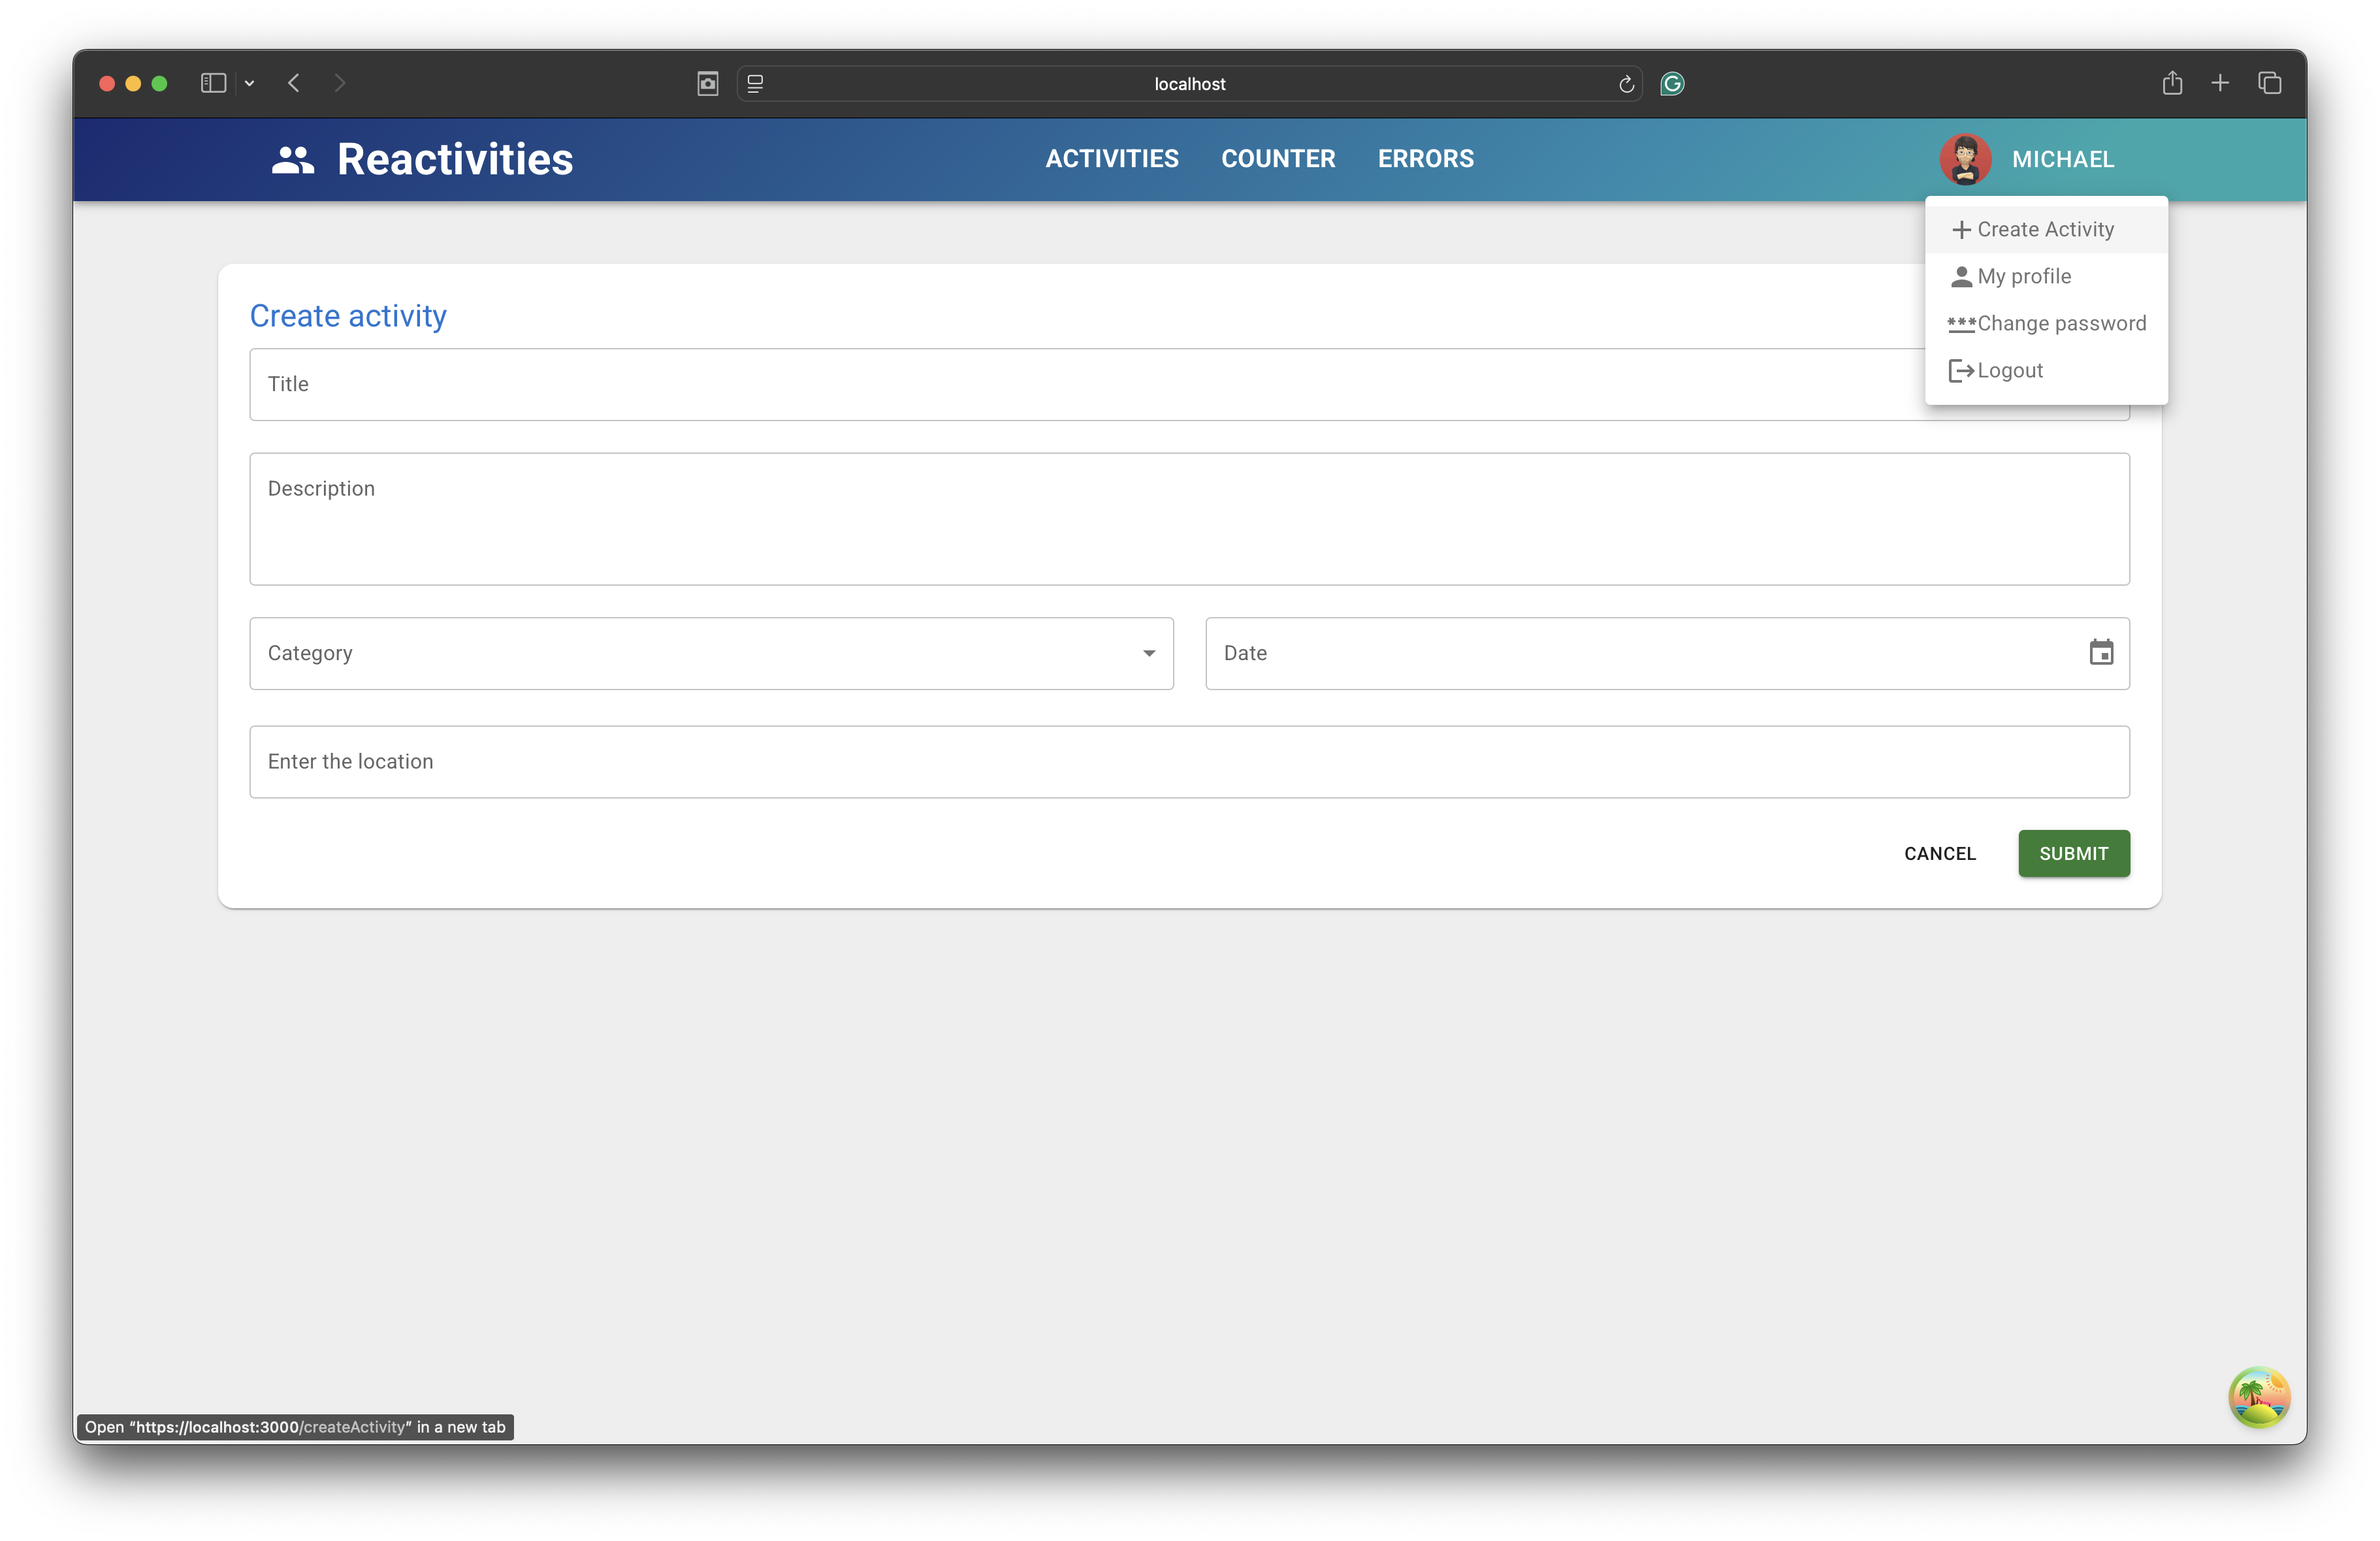 localhost
Reactivities
ACTIVITIES COUNTER ERRORS
MICHAEL
Create Activity
My profile
Change password
Logout
Create activity
Title
Description
Category
Date
Enter the location
CANCEL
SUBMIT
Open “https://localhost:3000/createActivity” in a new tab